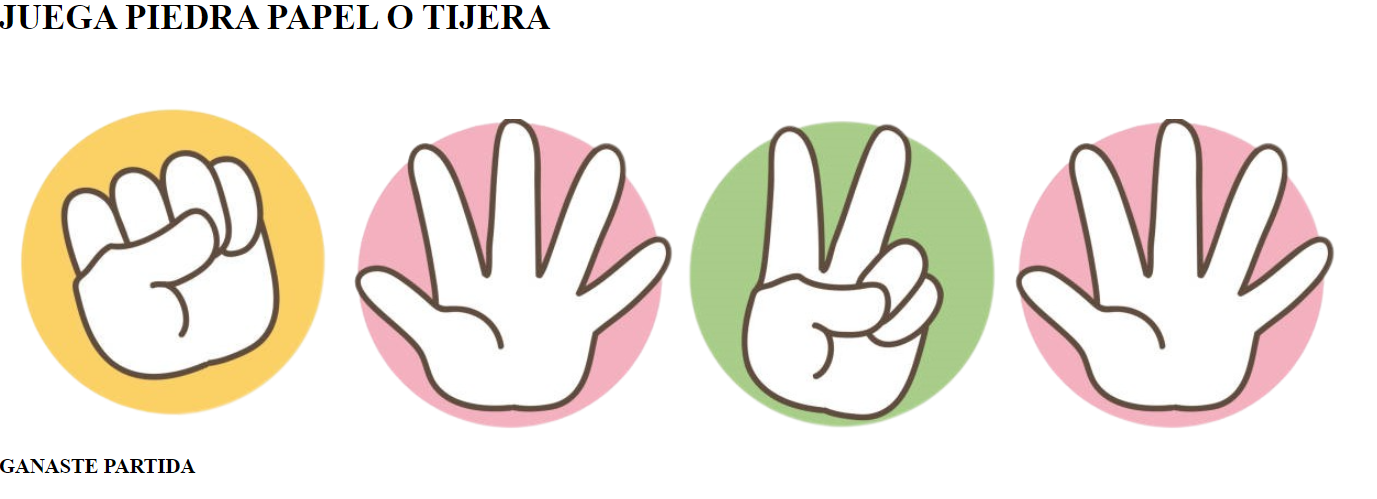 JUEGA PIEDRA PAPEL O TIJERA
GANASTE PARTIDA